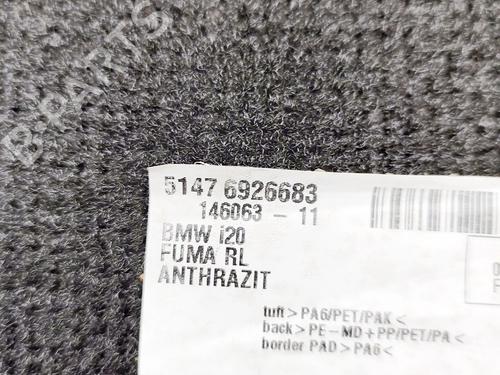 B-PARTS
5147 6926683
146063 - 11
BMW i20
FUMA RL
ANTHRAZIT
tuft > PA6/PET/PAK <
back > PE-MD+PP/PET/PA <
border PAD > PA6 <